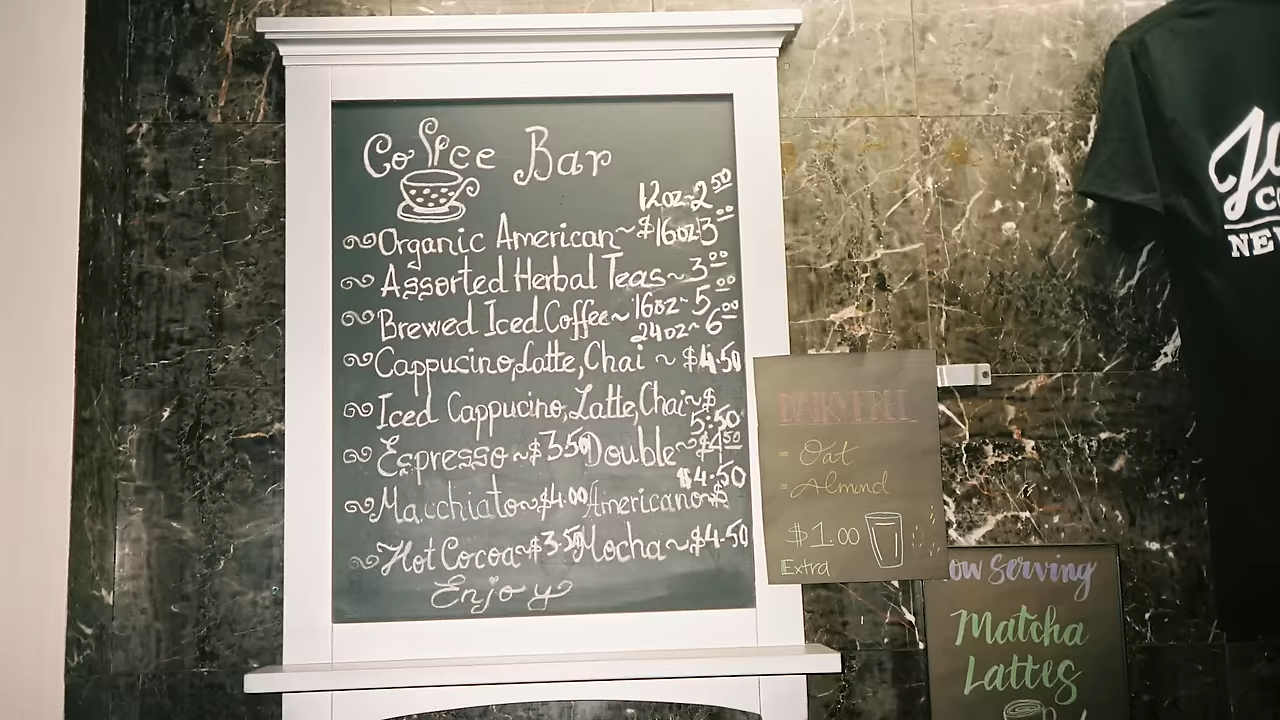 Coffee Bar
12oz~2.50
Organic American~$16oz~3.00
Assorted Herbal Teas~3.00
Brewed Iced Coffee~16oz~5.00
24oz~6.00
Cappucino,Latte,Chai ~ $4.50
Iced Cappucino,Latte,Chai~$
5:50
Espresso~$3.50 Double~$4.50
$4.50
Macchiato~$4.00 Americano~$
Hot Cocoa~$3.50 Mocha~$4.50
Enjoy
DAIRY FREE
- Oat
- Almond
$1.00
Extra
ow Serving
Matcha
Lattes
NEW